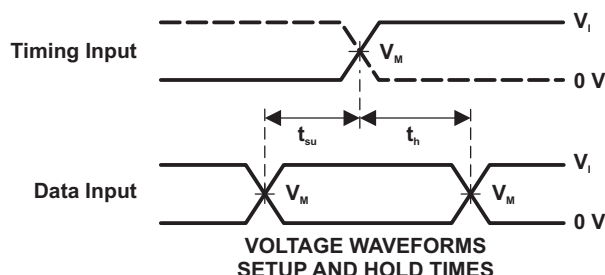 V_I
Timing Input
V_M
0 V
t_su
t_h
V_I
Data Input
V_M
V_M
0 V
VOLTAGE WAVEFORMS
SETUP AND HOLD TIMES